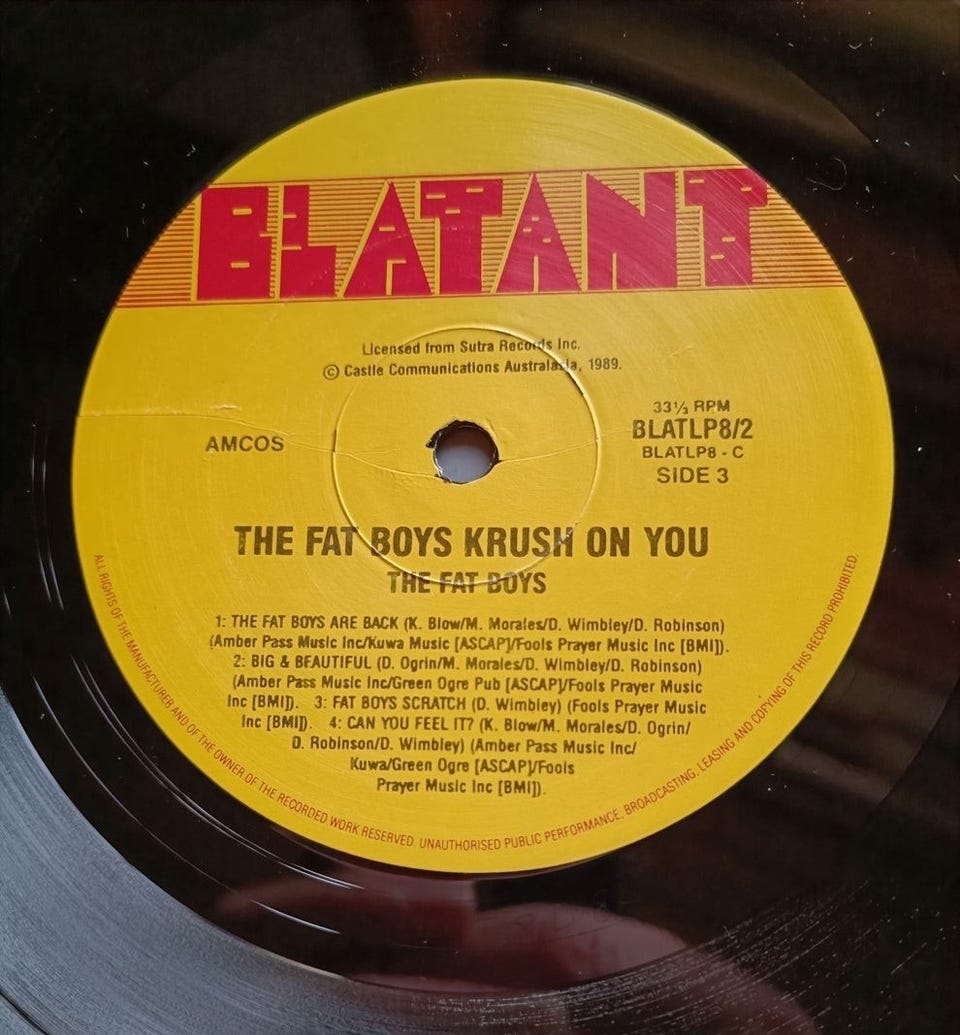 BLATANT
Licensed from Sutra Records Inc.
© Castle Communications Australasia, 1989.
AMCOS
33⅓ RPM
BLATLP8/2
BLATLP8 - C
SIDE 3
THE FAT BOYS KRUSH ON YOU
THE FAT BOYS
1: THE FAT BOYS ARE BACK (K. Blow/M. Morales/D. Wimbley/D. Robinson)
(Amber Pass Music Inc/Kuwa Music [ASCAP]/Fools Prayer Music Inc [BMI]).
2: BIG & BEAUTIFUL (D. Ogrin/M. Morales/D. Wimbley/D. Robinson)
(Amber Pass Music Inc/Green Ogre Pub [ASCAP]/Fools Prayer Music
Inc [BMI]). 3: FAT BOYS SCRATCH (D. Wimbley) (Fools Prayer Music
Inc [BMI]). 4: CAN YOU FEEL IT? (K. Blow/M. Morales/D. Ogrin/
D. Robinson/D. Wimbley) (Amber Pass Music Inc/
Kuwa/Green Ogre [ASCAP]/Fools
Prayer Music Inc [BMI]).
ALL RIGHTS OF THE MANUFACTURER AND OF THE OWNER OF THE RECORDED WORK RESERVED. UNAUTHORISED PUBLIC PERFORMANCE, BROADCASTING, LEASING AND COPYING OF THIS RECORD PROHIBITED.